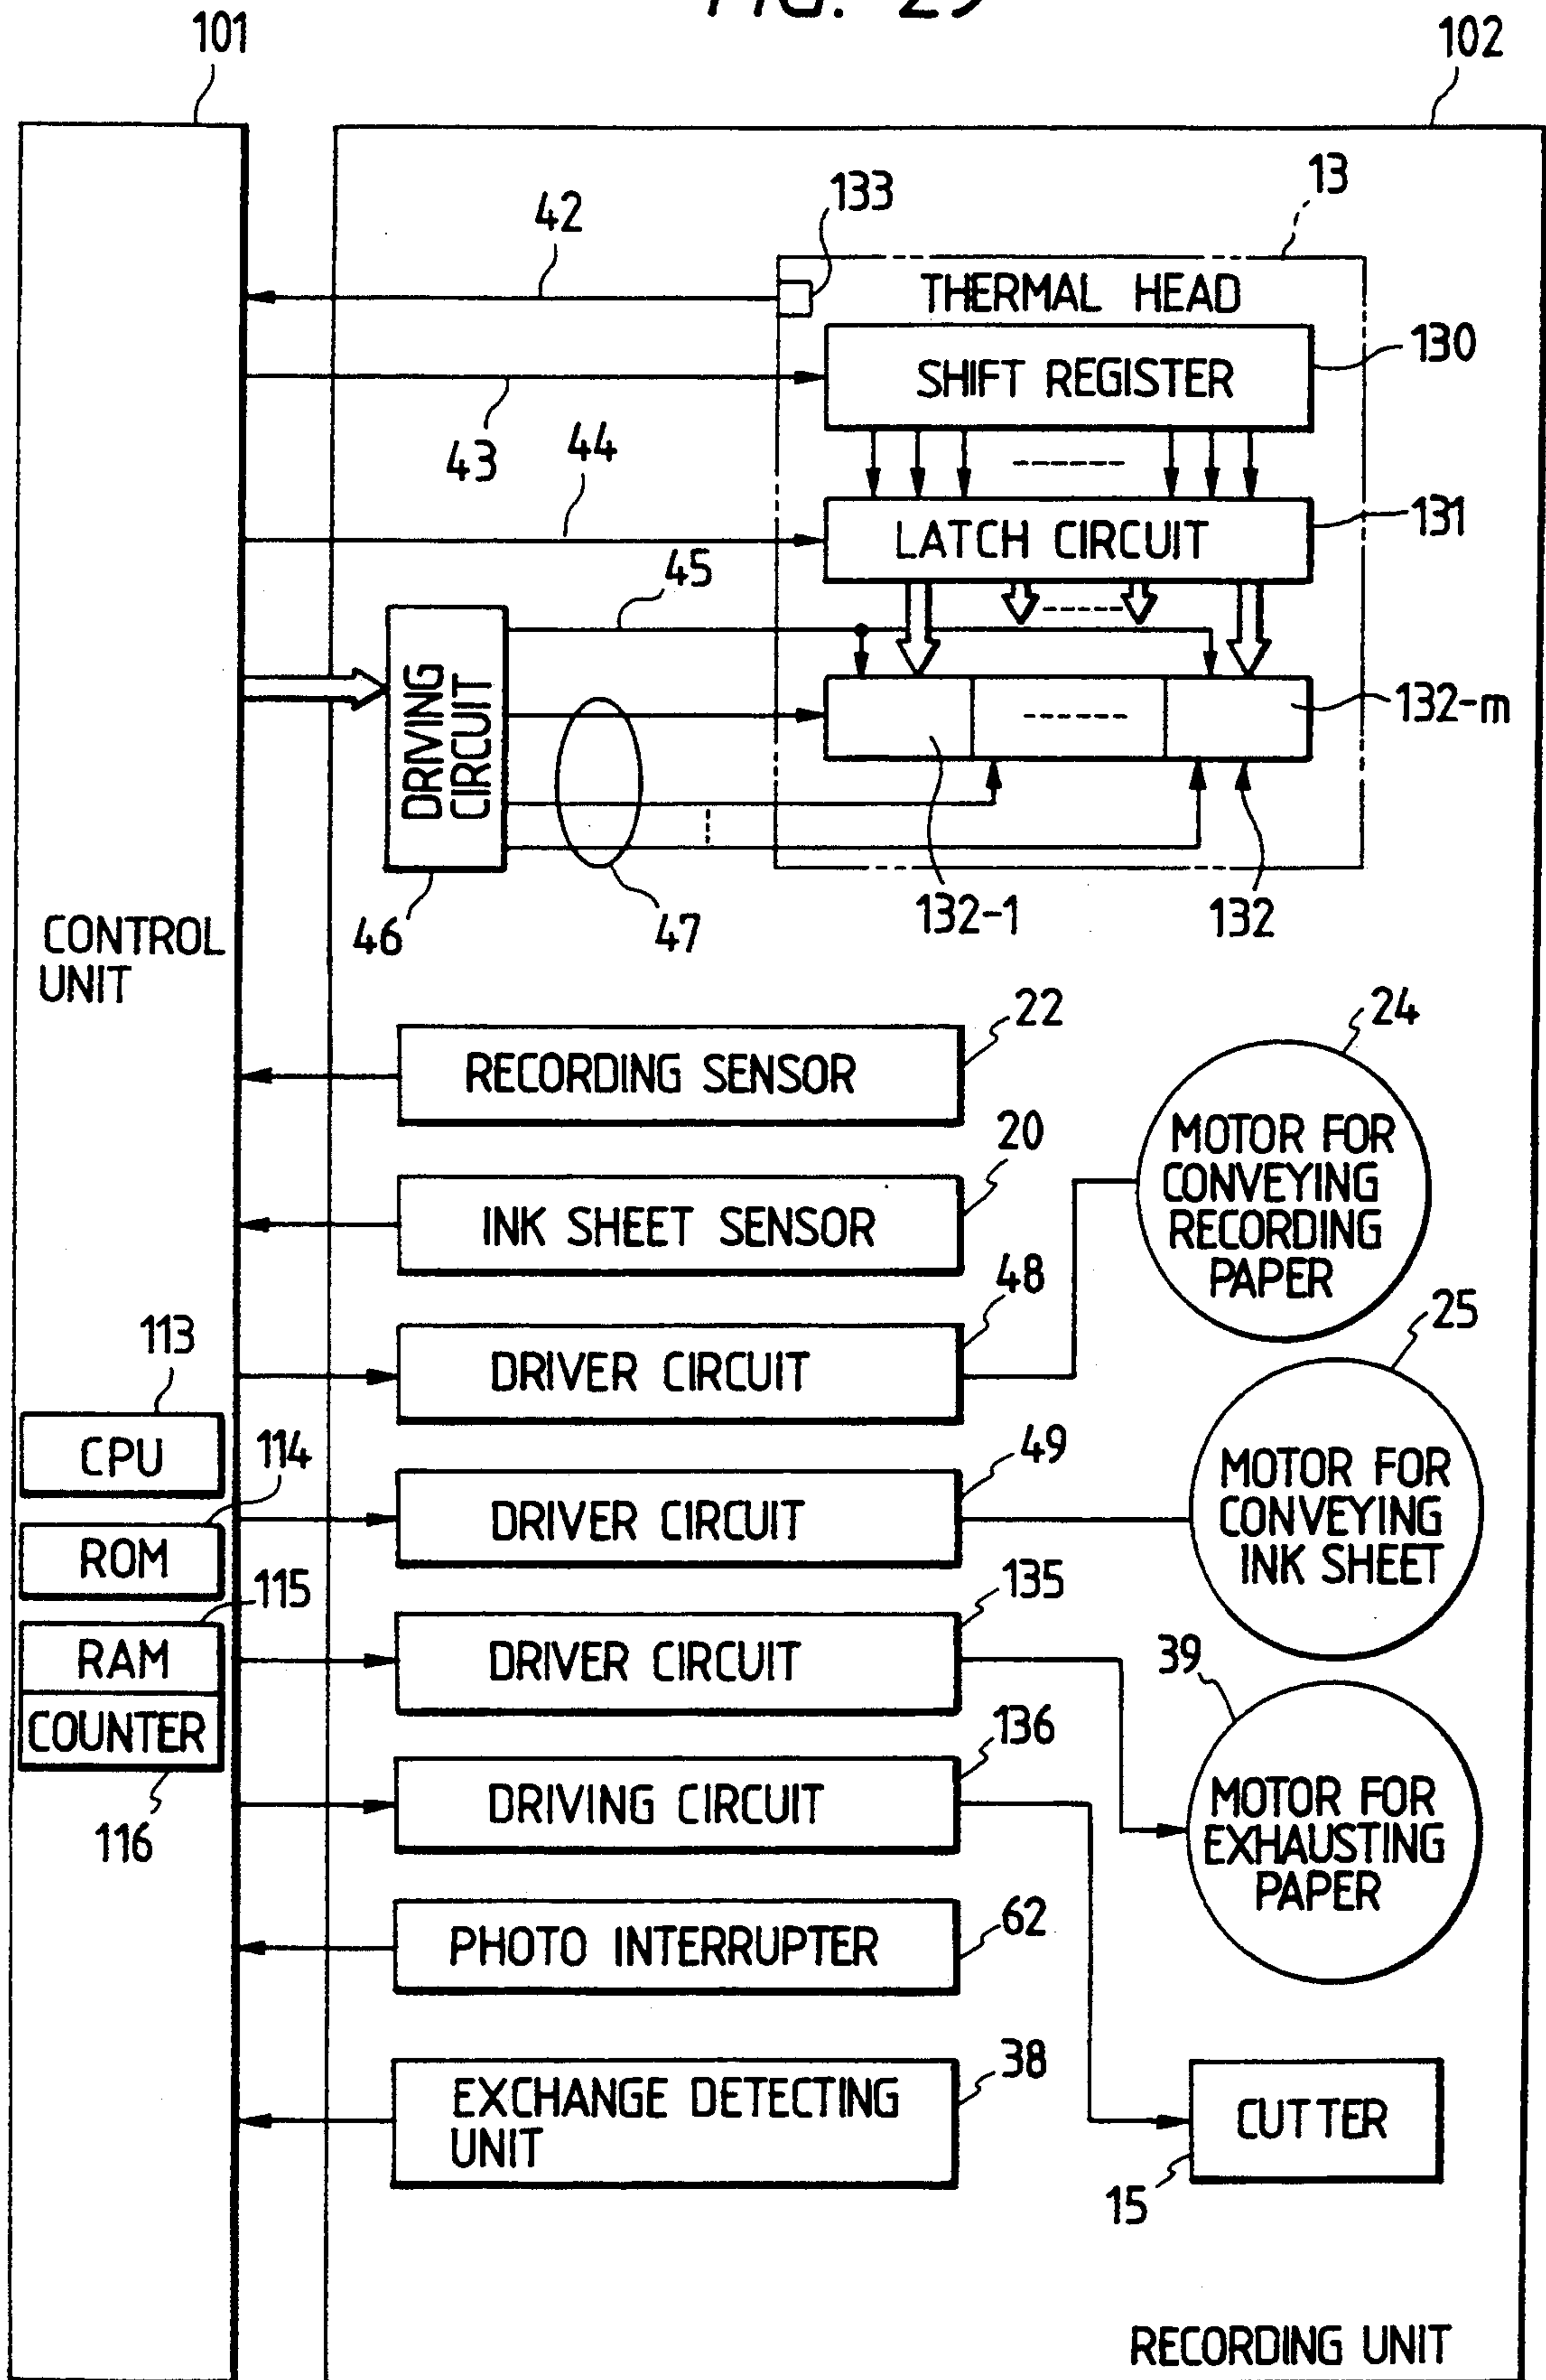 FIG. 29
101
102
13
133
42
THERMAL HEAD
130
SHIFT REGISTER
43
44
131
LATCH CIRCUIT
45
DRIVING
CIRCUIT
132-m
46
47
132-1
132
CONTROL
UNIT
22
24
RECORDING SENSOR
MOTOR FOR
CONVEYING
RECORDING
PAPER
20
INK SHEET SENSOR
48
25
113
DRIVER CIRCUIT
CPU
114
49
MOTOR FOR
CONVEYING
INK SHEET
DRIVER CIRCUIT
ROM
115
135
RAM
DRIVER CIRCUIT
39
COUNTER
136
116
DRIVING CIRCUIT
MOTOR FOR
EXHAUSTING
PAPER
62
PHOTO INTERRUPTER
38
EXCHANGE DETECTING
UNIT
CUTTER
15
RECORDING UNIT